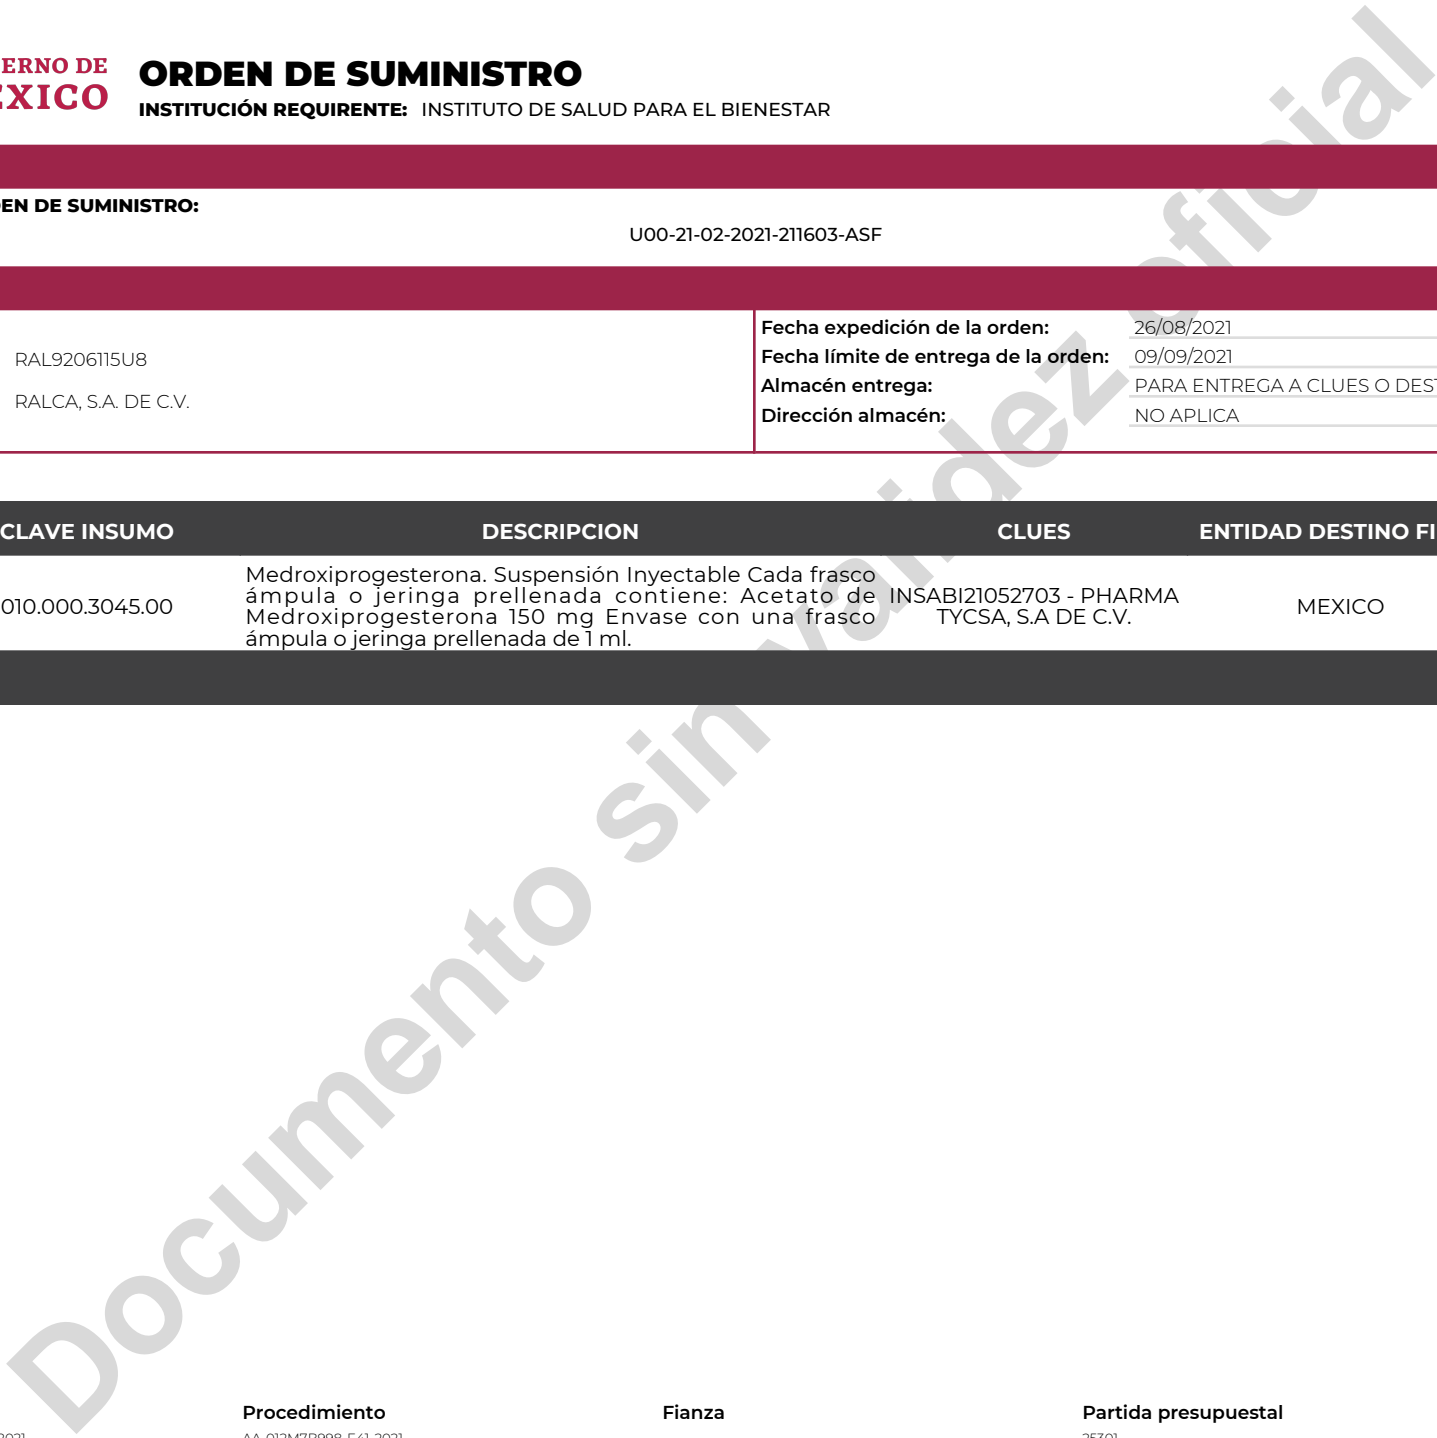 ERNO DE
EXICO
ORDEN DE SUMINISTRO
INSTITUCIÓN REQUIRENTE: INSTITUTO DE SALUD PARA EL BIENESTAR
EN DE SUMINISTRO:
U00-21-02-2021-211603-ASF
RAL9206115U8
RALCA, S.A. DE C.V.
Fecha expedición de la orden: 26/08/2021
Fecha límite de entrega de la orden: 09/09/2021
Almacén entrega: PARA ENTREGA A CLUES O DES
Dirección almacén: NO APLICA
CLAVE INSUMO DESCRIPCION CLUES ENTIDAD DESTINO FI
010.000.3045.00
Medroxiprogesterona. Suspensión Inyectable Cada frasco
ámpula o jeringa prellenada contiene: Acetato de
Medroxiprogesterona 150 mg Envase con una frasco
ámpula o jeringa prellenada de 1 ml.
INSABI21052703 - PHARMA
TYCSA, S.A DE C.V.
MEXICO
Documento sin validez oficial
Procedimiento Fianza Partida presupuestal